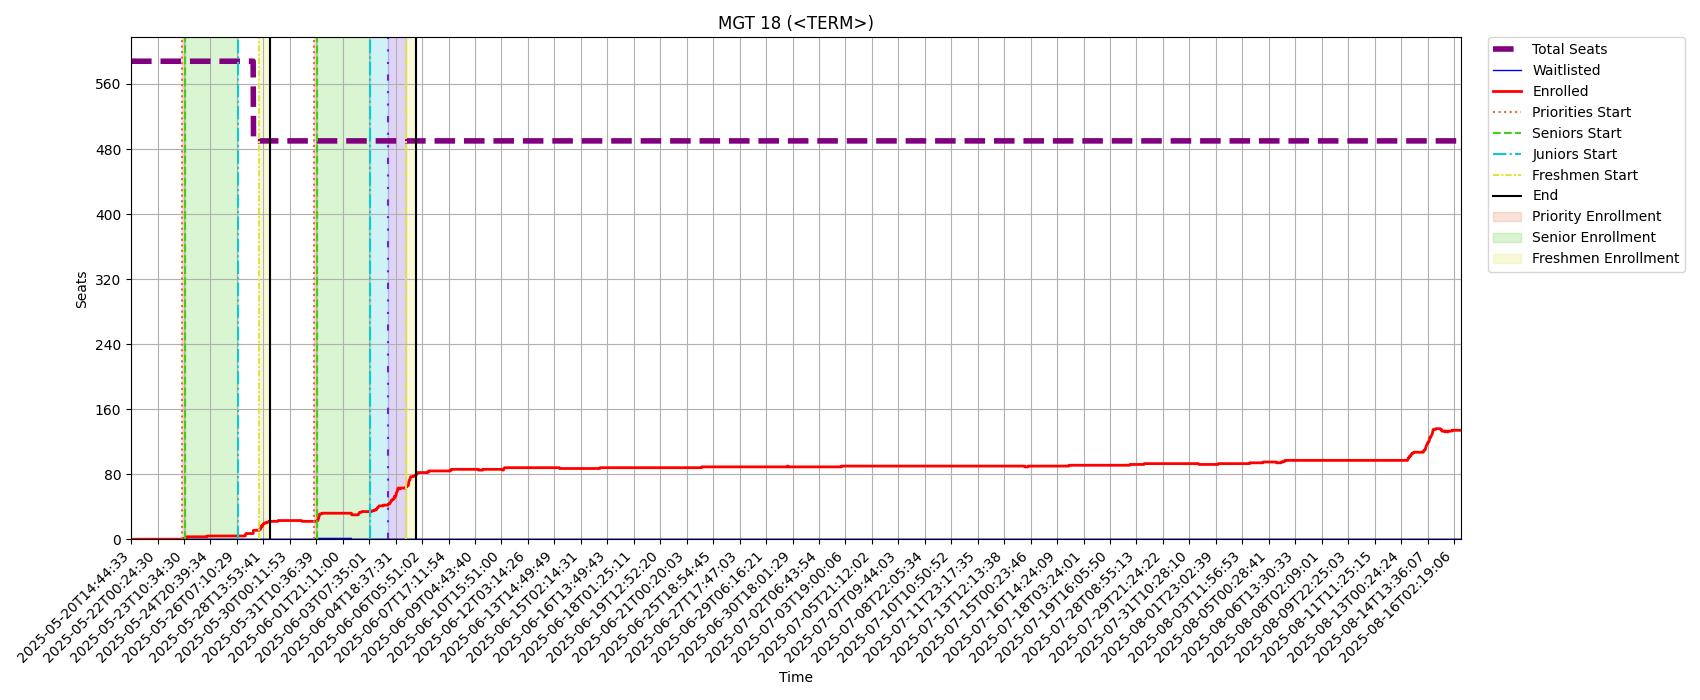 MGT 18 (<TERM>)
Seats
560
480
400
320
240
160
80
0
2025-05-20T14:44:33
2025-05-22T00:24:30
2025-05-23T10:34:30
2025-05-24T20:39:34
2025-05-26T07:10:29
2025-05-28T13:53:41
2025-05-30T00:11:53
2025-05-31T10:36:39
2025-06-01T21:11:00
2025-06-03T07:35:01
2025-06-04T18:37:31
2025-06-06T06:51:02
2025-06-07T17:11:54
2025-06-09T04:43:40
2025-06-10T15:51:00
2025-06-12T03:14:26
2025-06-13T14:49:49
2025-06-15T02:14:31
2025-06-16T13:49:43
2025-06-18T01:25:11
2025-06-19T12:52:20
2025-06-21T00:20:03
2025-06-25T18:54:45
2025-06-27T17:47:03
2025-06-29T06:16:21
2025-06-30T18:01:29
2025-07-02T06:43:54
2025-07-03T19:00:06
2025-07-05T21:12:02
2025-07-07T09:44:03
2025-07-08T22:05:34
2025-07-10T10:50:52
2025-07-11T23:17:35
2025-07-13T12:13:38
2025-07-15T00:23:46
2025-07-16T14:24:09
2025-07-18T03:24:01
2025-07-19T16:05:50
2025-07-28T08:55:13
2025-07-29T21:24:22
2025-07-31T10:28:10
2025-08-01T23:02:39
2025-08-03T11:56:53
2025-08-05T00:28:41
2025-08-06T13:30:33
2025-08-08T02:09:01
2025-08-09T22:25:03
2025-08-11T11:25:15
2025-08-13T00:24:24
2025-08-14T13:36:07
2025-08-16T02:19:06
Time
Total Seats
Waitlisted
Enrolled
Priorities Start
Seniors Start
Juniors Start
Freshmen Start
End
Priority Enrollment
Senior Enrollment
Freshmen Enrollment